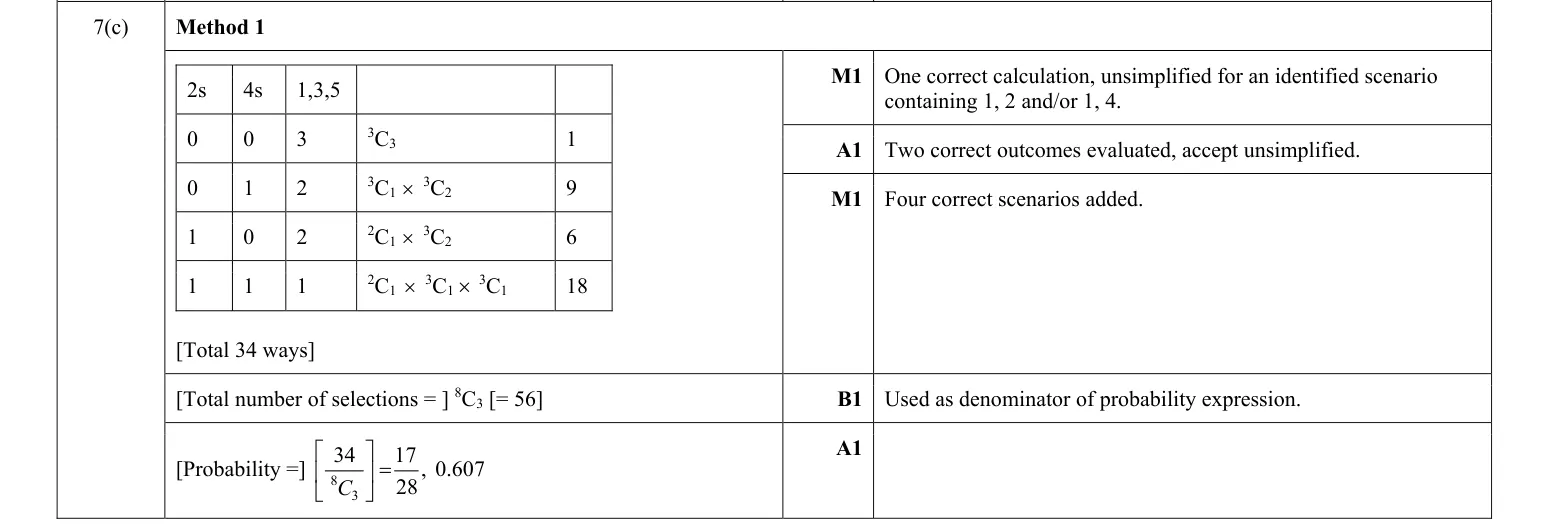 7(c) Method 1
2s 4s 1,3,5
0 0 3 ³C₃ 1
0 1 2 ³C₁ × ³C₂ 9
1 0 2 ²C₁ × ³C₂ 6
1 1 1 ²C₁ × ³C₁ × ³C₁ 18
[Total 34 ways]
M1 One correct calculation, unsimplified for an identified scenario
containing 1, 2 and/or 1, 4.
A1 Two correct outcomes evaluated, accept unsimplified.
M1 Four correct scenarios added.
[Total number of selections = ] ⁸C₃ [= 56] B1 Used as denominator of probability expression.
[Probability =] [34/⁸C₃] = 17/28, 0.607 A1